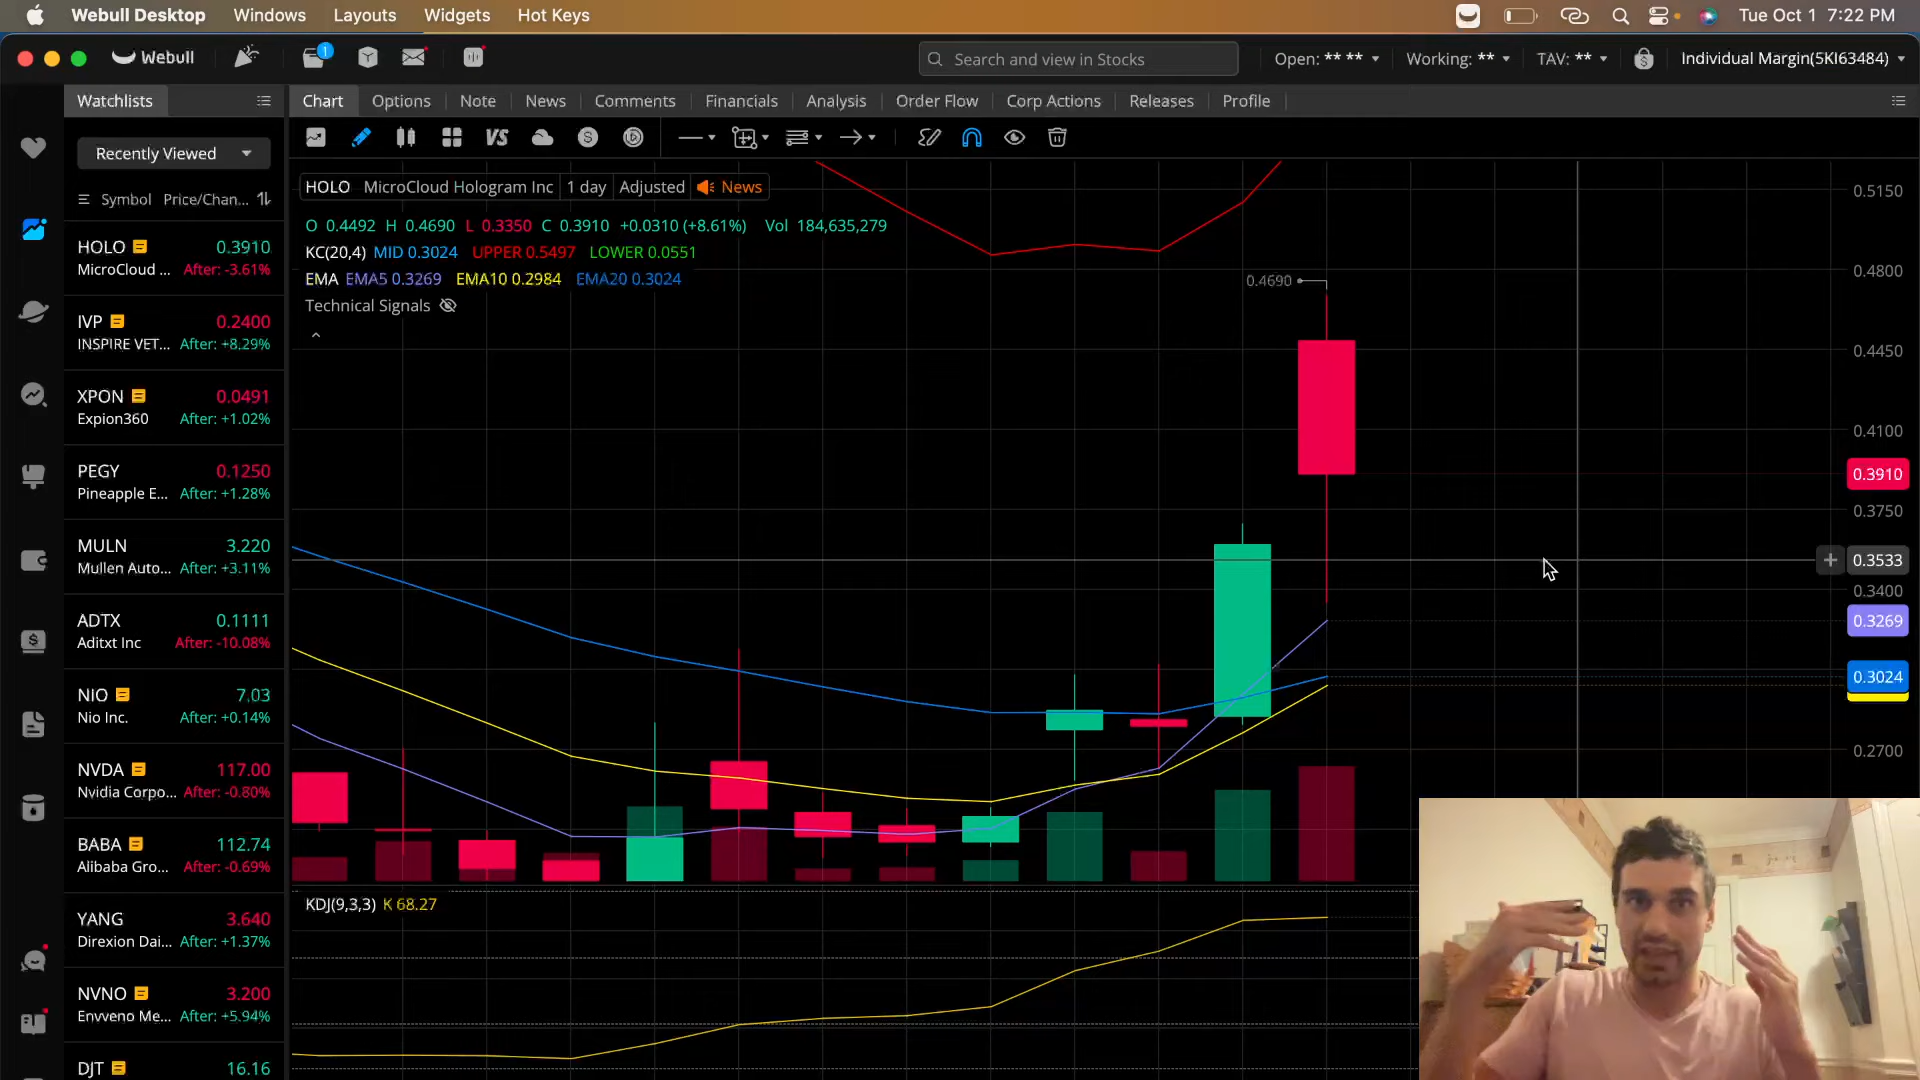 Webull Desktop Windows Layouts Widgets Hot Keys Tue Oct 1 7:22 PM
Webull 1 Search and view in Stocks Open: ** ** Working: ** TAV: ** Individual Margin(5KI63484)
Watchlists Chart Options Note News Comments Financials Analysis Order Flow Corp Actions Releases Profile
Recently Viewed
VS S
Symbol Price/Chan...
HOLO 0.3910
MicroCloud ... After: -3.61%
IVP 0.2400
INSPIRE VET... After: +8.29%
XPON 0.0491
Expion360 After: +1.02%
PEGY 0.1250
Pineapple E... After: +1.28%
MULN 3.220
Mullen Auto... After: +3.11%
ADTX 0.1111
Aditxt Inc After: -10.08%
NIO 7.03
Nio Inc. After: +0.14%
NVDA 117.00
Nvidia Corpo... After: -0.80%
BABA 112.74
Alibaba Gro... After: -0.69%
YANG 3.640
Direxion Dai... After: +1.37%
NVNO 3.200
Envveno Me... After: +5.94%
DJT 16.16
HOLO MicroCloud Hologram Inc 1 day Adjusted News
O 0.4492 H 0.4690 L 0.3350 C 0.3910 +0.0310 (+8.61%) Vol 184,635,279
KC(20,4) MID 0.3024 UPPER 0.5497 LOWER 0.0551
EMA EMA5 0.3269 EMA10 0.2984 EMA20 0.3024
Technical Signals
0.4690
0.5150
0.4800
0.4450
0.4100
0.3910
0.3750
0.3533
0.3400
0.3269
0.3024
0.2700
KDJ(9,3,3) K 68.27